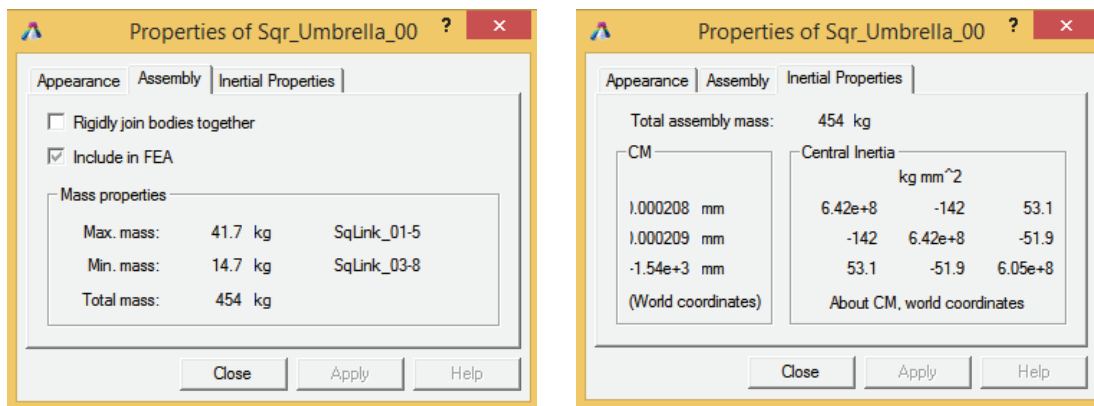 Properties of Sqr_Umbrella_00 ? ×
Appearance Assembly Inertial Properties
Rigidly join bodies together
Include in FEA
Mass properties
Max. mass: 41.7 kg SqLink_01-5
Min. mass: 14.7 kg SqLink_03-8
Total mass: 454 kg
Close Apply Help
Properties of Sqr_Umbrella_00 ? ×
Appearance Assembly Inertial Properties
Total assembly mass: 454 kg
CM
).000208 mm
).000209 mm
-1.54e+3 mm
(World coordinates)
Central Inertia
kg mm^2
6.42e+8 -142 53.1
-142 6.42e+8 -51.9
53.1 -51.9 6.05e+8
About CM, world coordinates
Close Apply Help